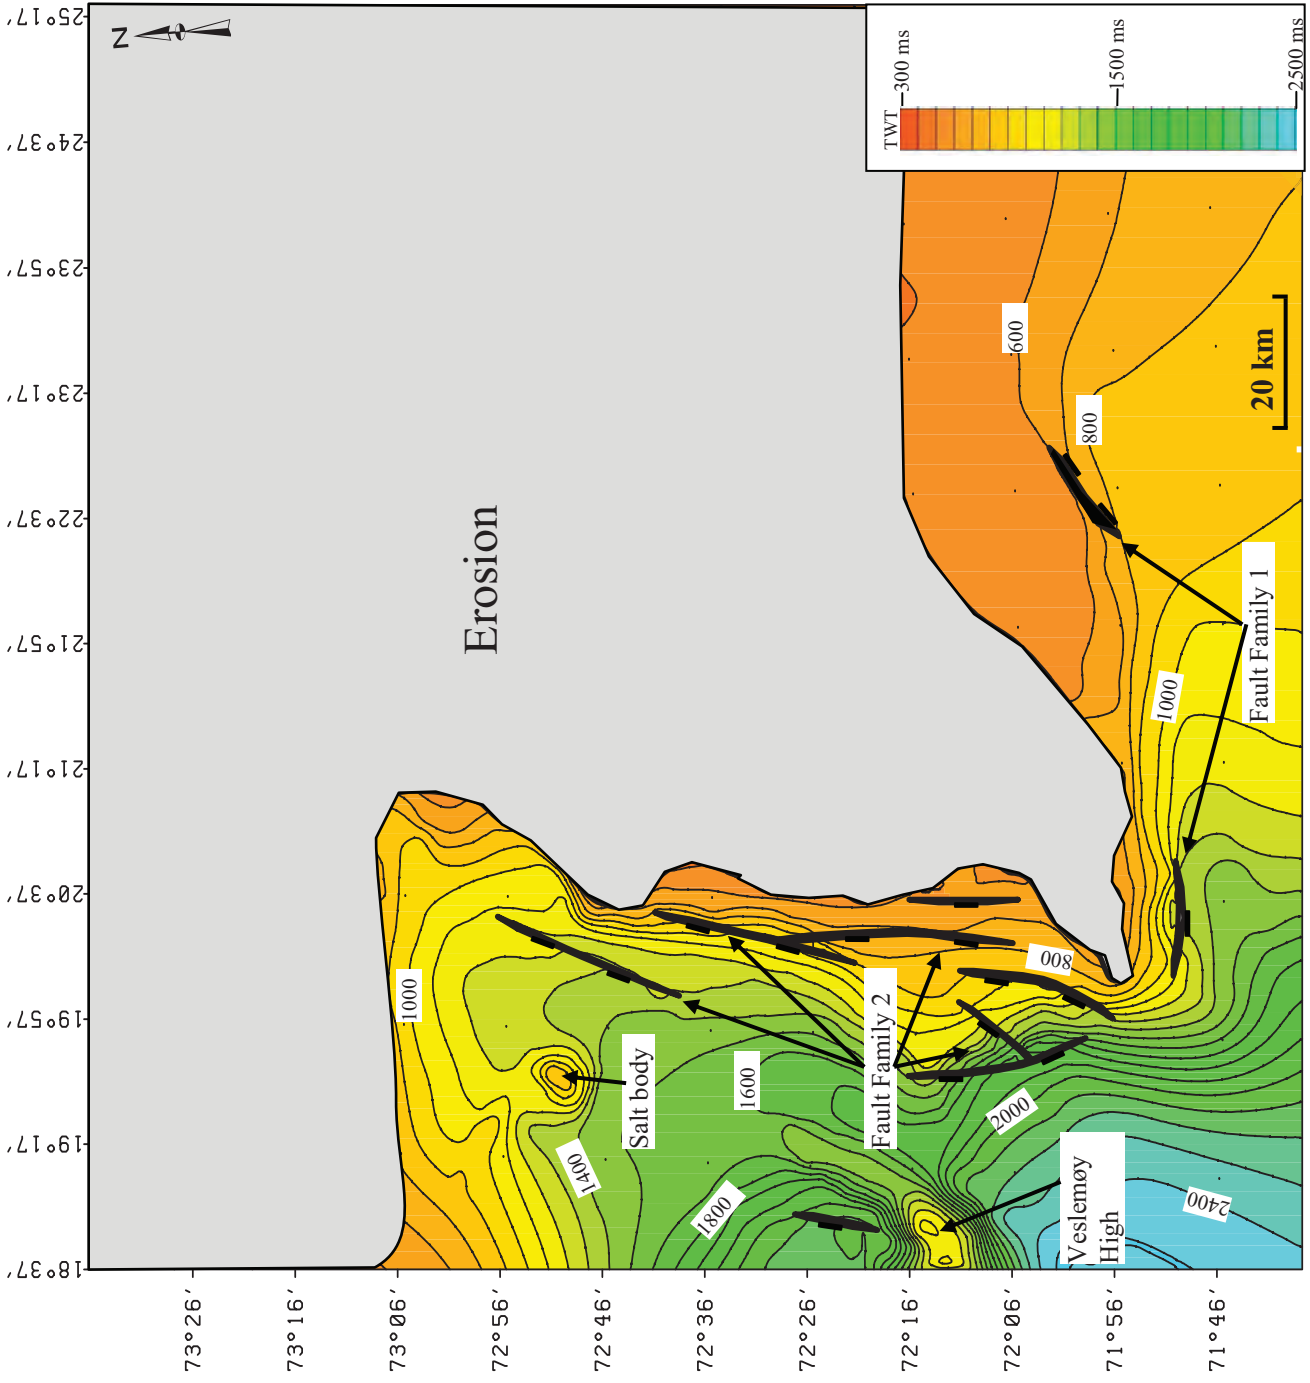 25°17'
24°37'
23°57'
23°17'
22°37'
21°57'
21°17'
20°37'
19°57'
19°17'
18°37'
N
TWT
300 ms
1500 ms
2500 ms
Erosion
600
800
20 km
1000
Fault Family 1
1000
800
Salt body
1600
Fault Family 2
2000
1400
1800
Veslemøy
High
2400
73°26'
73°16'
73°06'
72°56'
72°46'
72°36'
72°26'
72°16'
72°06'
71°56'
71°46'